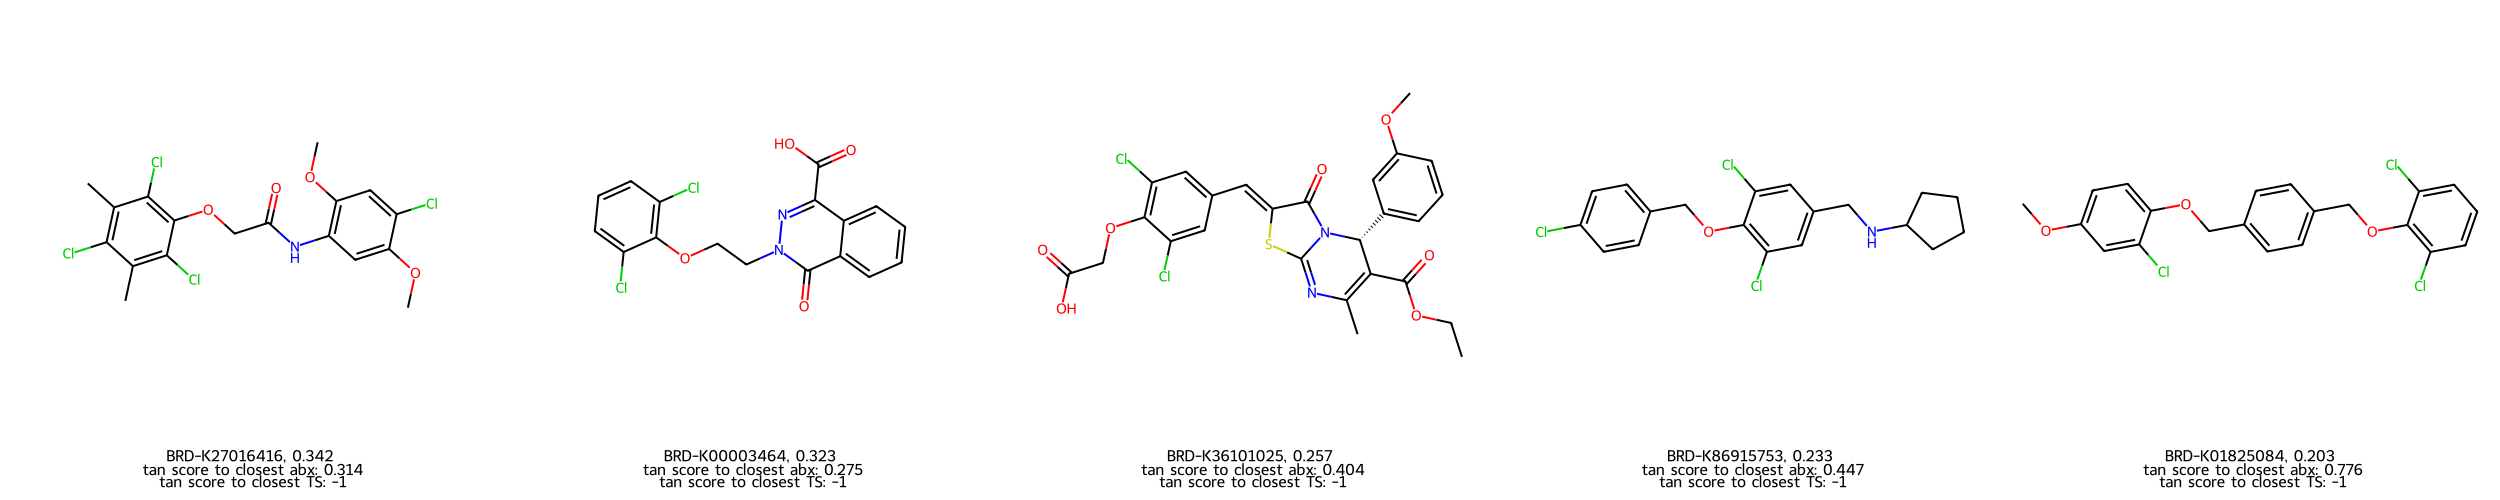 Cl
Cl
Cl
O
O
N
H
O
Cl
O
Cl
Cl
O
N
N
O
HO
O
Cl
Cl
O
O
OH
O
S
N
N
O
O
O
Cl
O
Cl
Cl
N
H
O
O
Cl
O
Cl
Cl
BRD-K27016416, 0.342
tan score to closest abx: 0.314
tan score to closest TS: -1
BRD-K00003464, 0.323
tan score to closest abx: 0.275
tan score to closest TS: -1
BRD-K36101025, 0.257
tan score to closest abx: 0.404
tan score to closest TS: -1
BRD-K86915753, 0.233
tan score to closest abx: 0.447
tan score to closest TS: -1
BRD-K01825084, 0.203
tan score to closest abx: 0.776
tan score to closest TS: -1